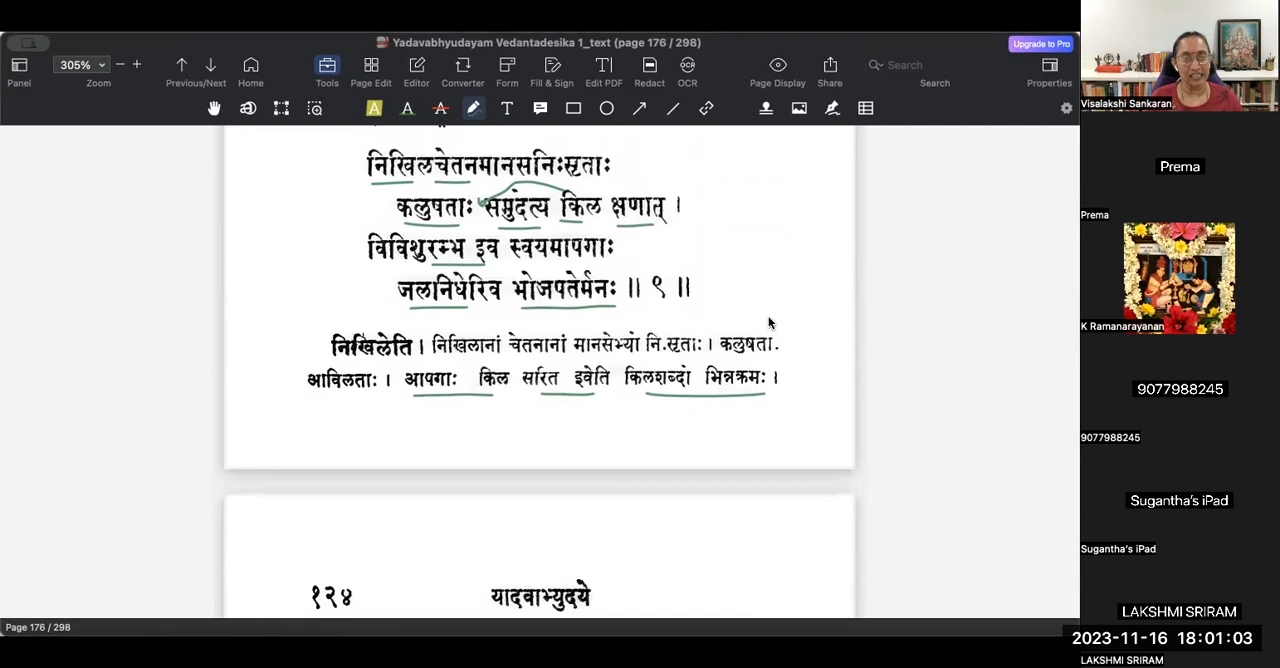 Yadavabhyudayam Vedantadesika 1_text (page 176 / 298)
Upgrade to Pro
305%
Panel Zoom Previous/Next Home Tools Page Edit Editor Converter Form Fill & Sign Edit PDF Redact OCR Page Display Share Search Properties
Search
निखिलचेतनमानसनिःसृताः
कलुषताः समुदेत्य किल क्षणात् ।
विविशुरम्भ इव स्वयमापगाः
जलनिधेरिव भोजपतेर्मनः ॥ ९ ॥
निखिलेति । निखिलानां चेतनानां मानसेभ्यो निःसृताः । कलुषता.
आविलताः । आपगाः किल सरित इवेति किलशब्दो भिन्नक्रमः ।
१२४ यादवाभ्युदये
Page 176 / 298
Visalakshi Sankaran
Prema
Prema
K Ramanarayanan
9077988245
9077988245
Sugantha's iPad
Sugantha's iPad
LAKSHMI SRIRAM
2023-11-16 18:01:03
LAKSHMI SRIRAM